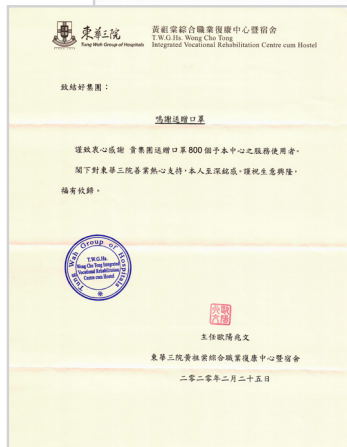 東華三院
Tung Wah Group of Hospitals
黃祖棠綜合職業復康中心暨宿舍
T.W.G.Hs. Wong Cho Tong
Integrated Vocational Rehabilitation Centre cum Hostel
致結好集團：
鳴謝送贈口罩
謹致衷心感謝 貴集團送贈口罩 800 個予本中心之服務使用者。
閣下對東華三院善業熱心支持，本人至深銘感。謹祝生意興隆，
福有攸歸。
Tung Wah Group of Hospitals
T.W.G.Hs.
Wong Cho Tong Integrated
Vocational Rehabilitation
Centre cum Hostel
主任歐陽兆文
東華三院黃祖棠綜合職業復康中心暨宿舍
二零二零年二月二十五日